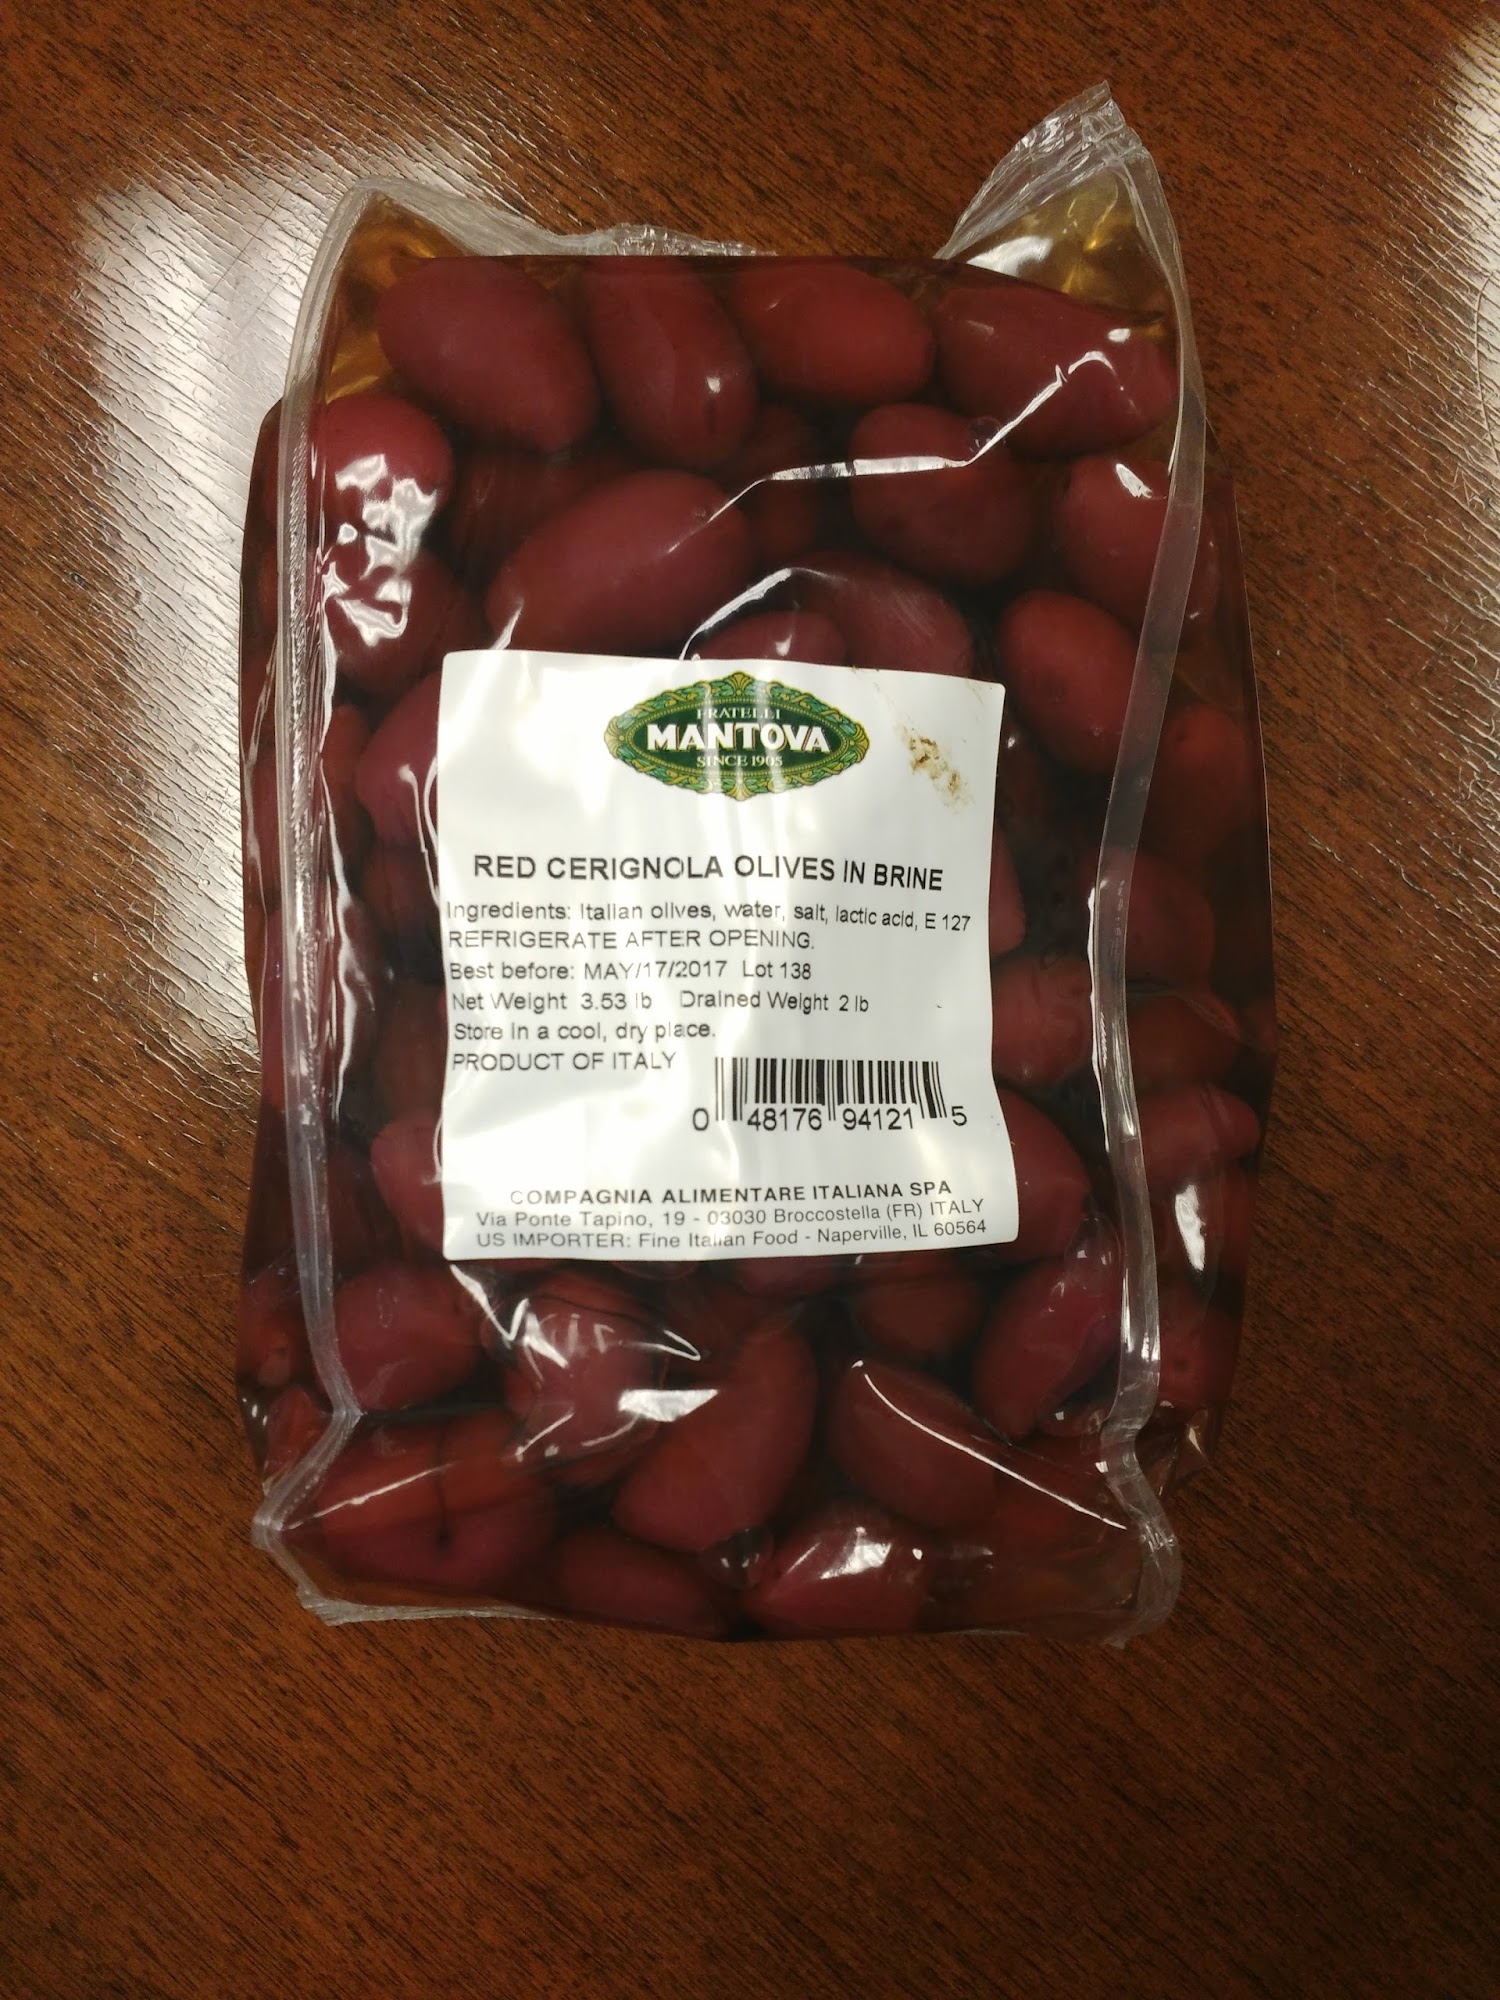 FRATELLI
MANTOVA
SINCE 1905
RED CERIGNOLA OLIVES IN BRINE
Ingredients: Italian olives, water, salt, lactic acid, E 127
REFRIGERATE AFTER OPENING.
Best before: MAY/17/2017 Lot 138
Net Weight 3.53 lb Drained Weight 2 lb
Store in a cool, dry place.
PRODUCT OF ITALY
0 48176 94121 5
COMPAGNIA ALIMENTARE ITALIANA SPA
Via Ponte Tapino, 19 - 03030 Broccostella (FR) ITALY
US IMPORTER: Fine Italian Food - Naperville, IL 60564